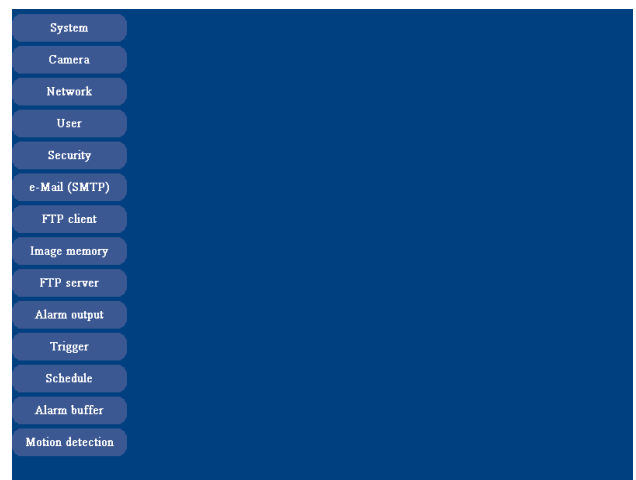 System
Camera
Network
User
Security
e-Mail (SMTP)
FTP client
Image memory
FTP server
Alarm output
Trigger
Schedule
Alarm buffer
Motion detection